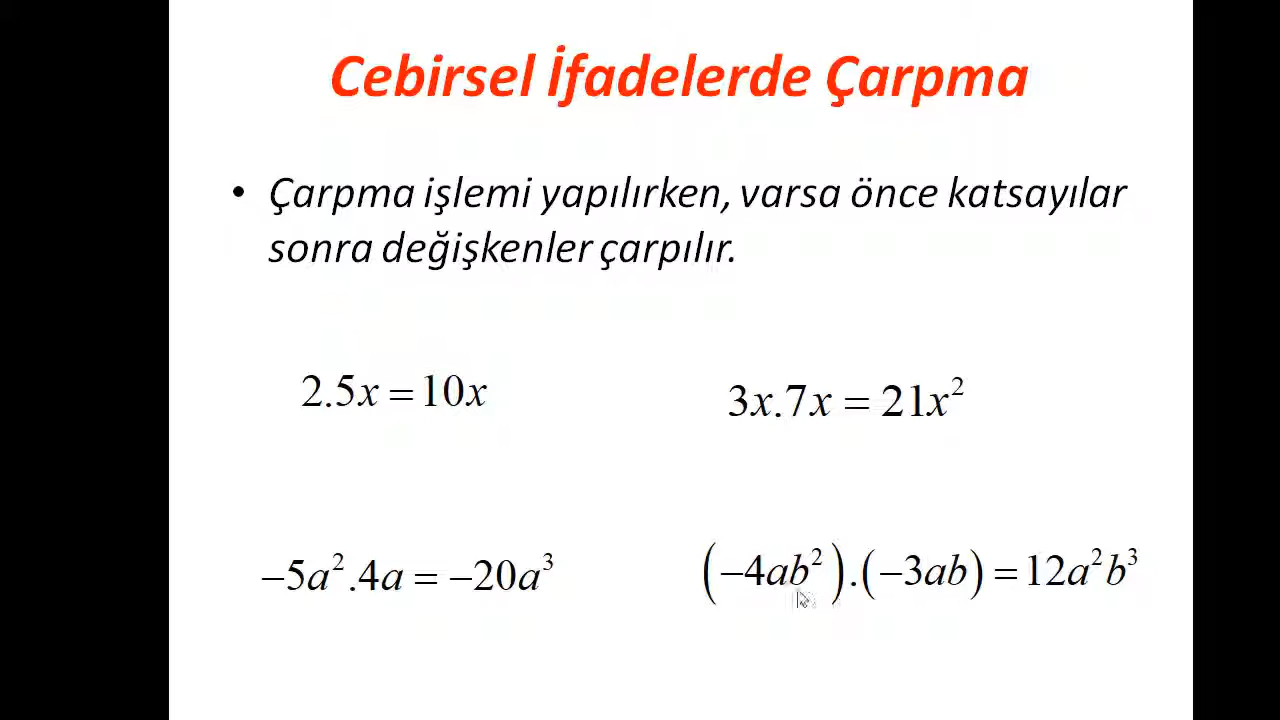 Cebirsel İfadelerde Çarpma
• Çarpma işlemi yapılırken, varsa önce katsayılar
sonra değişkenler çarpılır.
2.5x = 10x
3x.7x = 21x²
−5a².4a = −20a³
(−4ab²).(−3ab) = 12a²b³